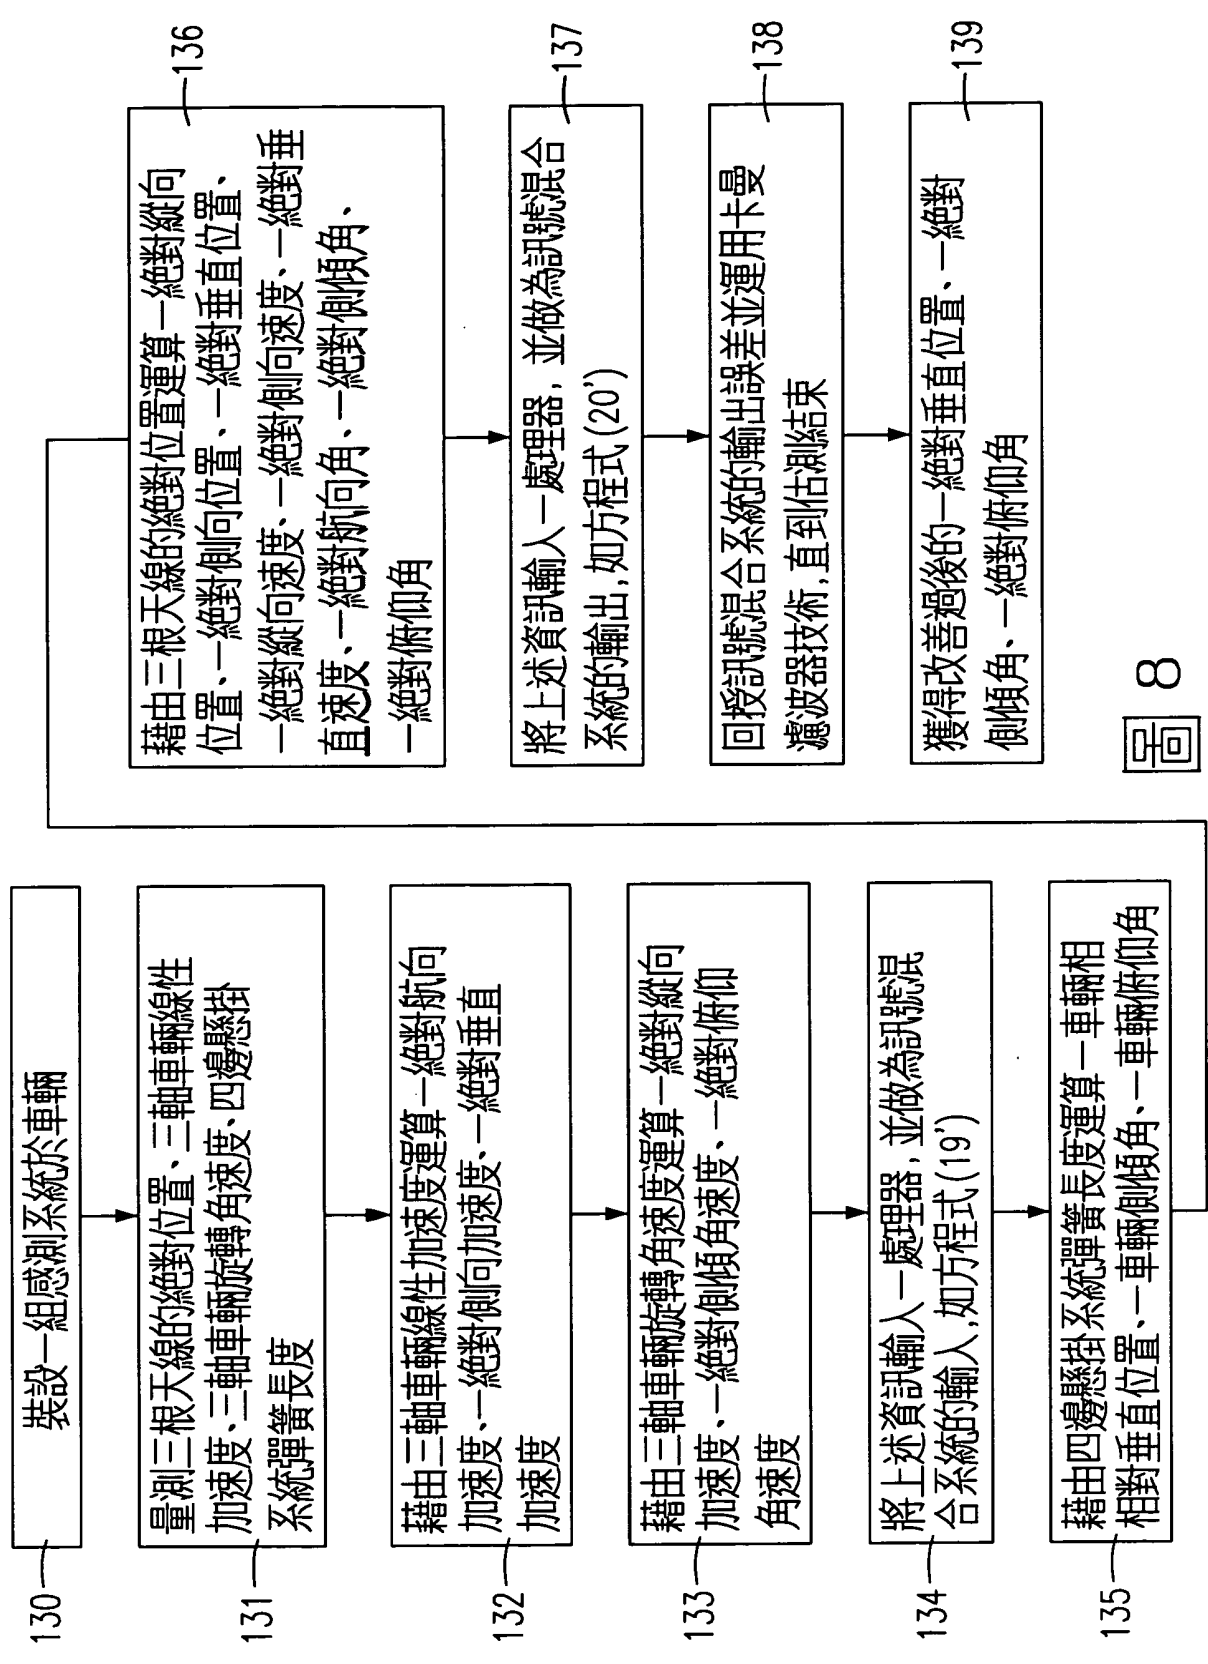 130
裝設一組感測系統於車輛
131
量測三根天線的絕對位置、三軸車輛線性
加速度、三軸車輛旋轉角速度、四邊懸掛
系統彈簧長度
132
藉由三軸車輛線性加速度運算一絕對航向
加速度、一絕對側向加速度、一絕對垂直
加速度
133
藉由三軸車輛旋轉角速度運算一絕對縱向
加速度、一絕對側傾角速度、一絕對俯仰
角速度
134
將上述資訊輸入一處理器,並做為訊號混
合系統的輸入,如方程式(19')
135
藉由四邊懸掛系統彈簧長度運算一車輛相
相對垂直位置、一車輛側傾角、一車輛俯仰角
136
藉由三根天線的絕對位置運算一絕對縱向
位置、一絕對側向位置、一絕對垂直位置、
一絕對縱向速度、一絕對側向速度、一絕對垂
直速度、一絕對航向角、一絕對側傾角、
一絕對俯仰角
137
將上述資訊輸入一處理器,並做為訊號混合
系統的輸出,如方程式(20')
138
回授訊號混合系統的輸出誤差並運用卡曼
濾波器技術,直到估測結束
139
獲得改善過後的一絕對垂直位置、一絕對
側傾角、一絕對俯仰角
圖 8